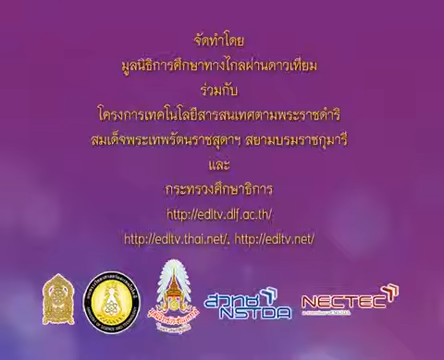 จัดทำโดย
มูลนิธิการศึกษาทางไกลผ่านดาวเทียม
ร่วมกับ
โครงการเทคโนโลยีสารสนเทศตามพระราชดำริ
สมเด็จพระเทพรัตนราชสุดาฯ สยามบรมราชกุมารี
และ
กระทรวงศึกษาธิการ
http://edltv.dlf.ac.th/
http://edltv.thai.net/, http://edltv.net/
สวทช NSTDA NECTEC